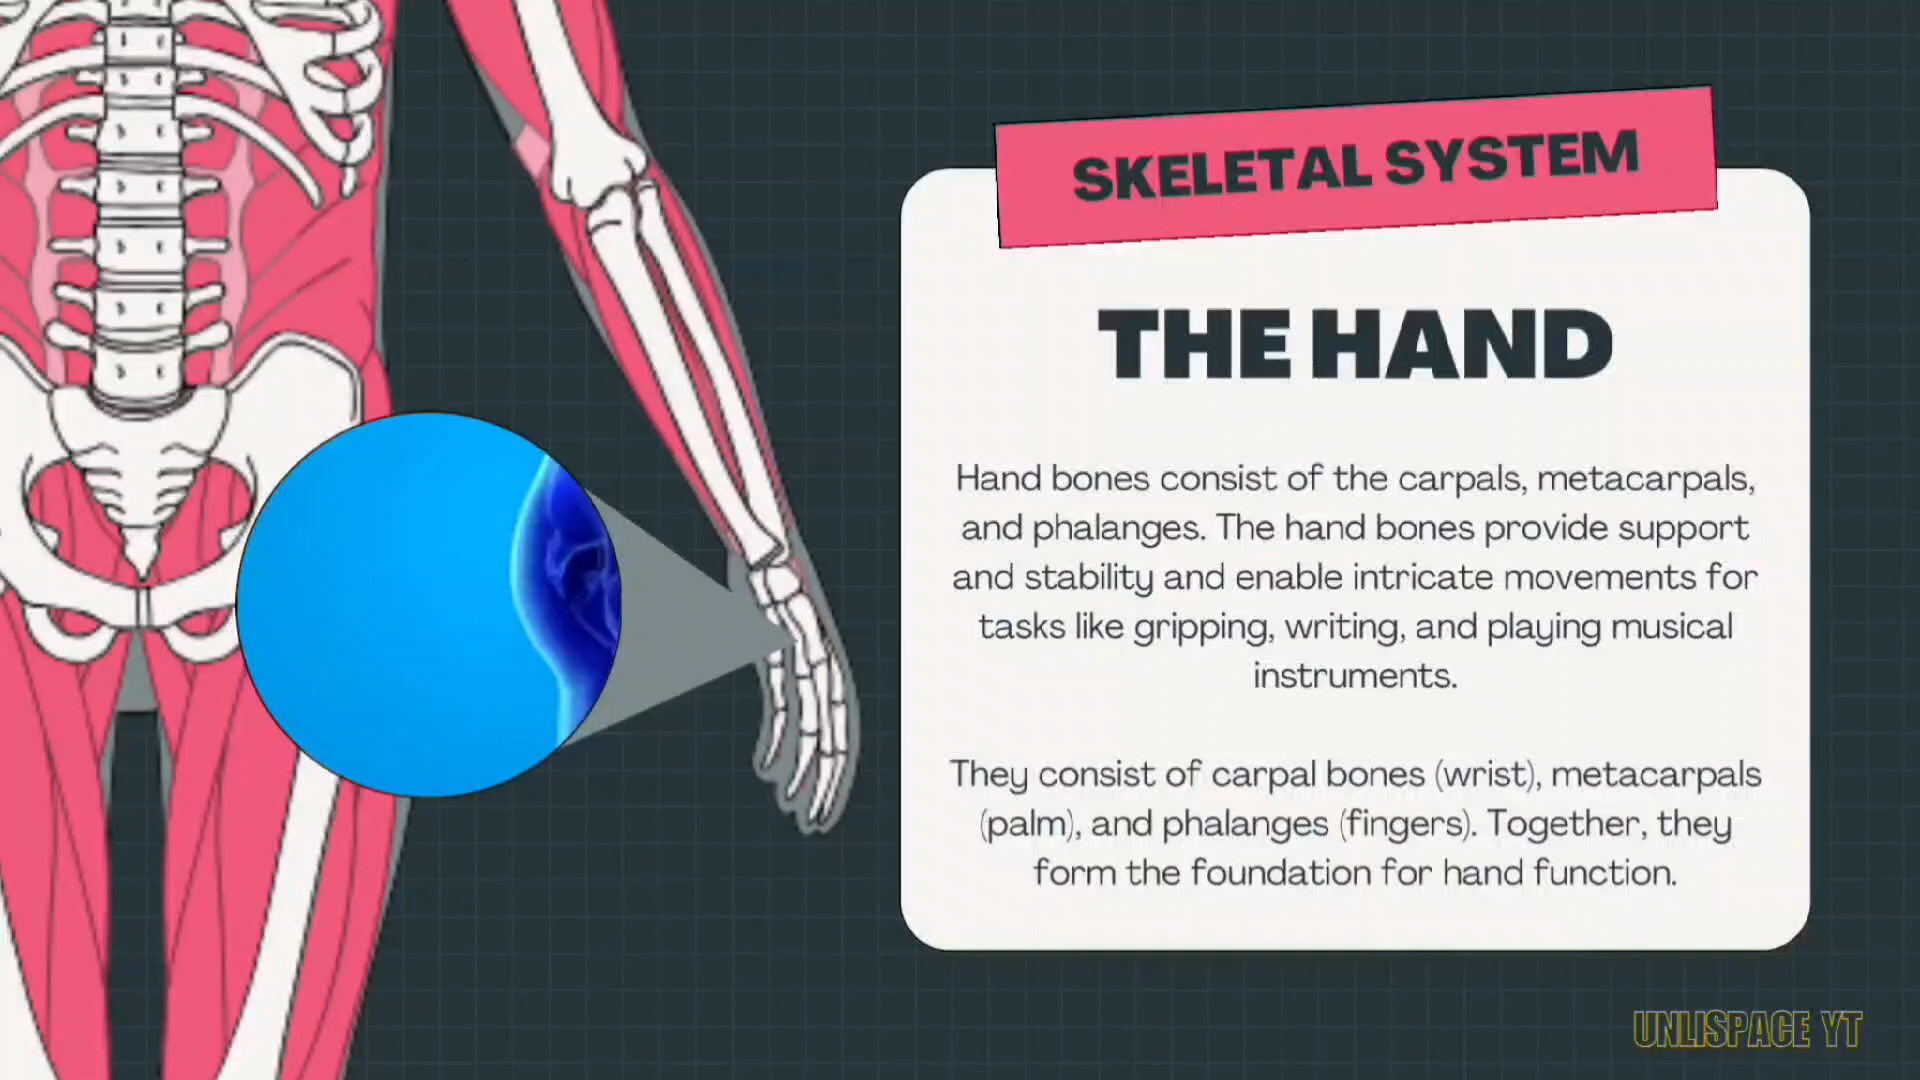 SKELETAL SYSTEM
THE HAND
Hand bones consist of the carpals, metacarpals,
and phalanges. The hand bones provide support
and stability and enable intricate movements for
tasks like gripping, writing, and playing musical
instruments.
They consist of carpal bones (wrist), metacarpals
(palm), and phalanges (fingers). Together, they
form the foundation for hand function.
UNLISPACE YT